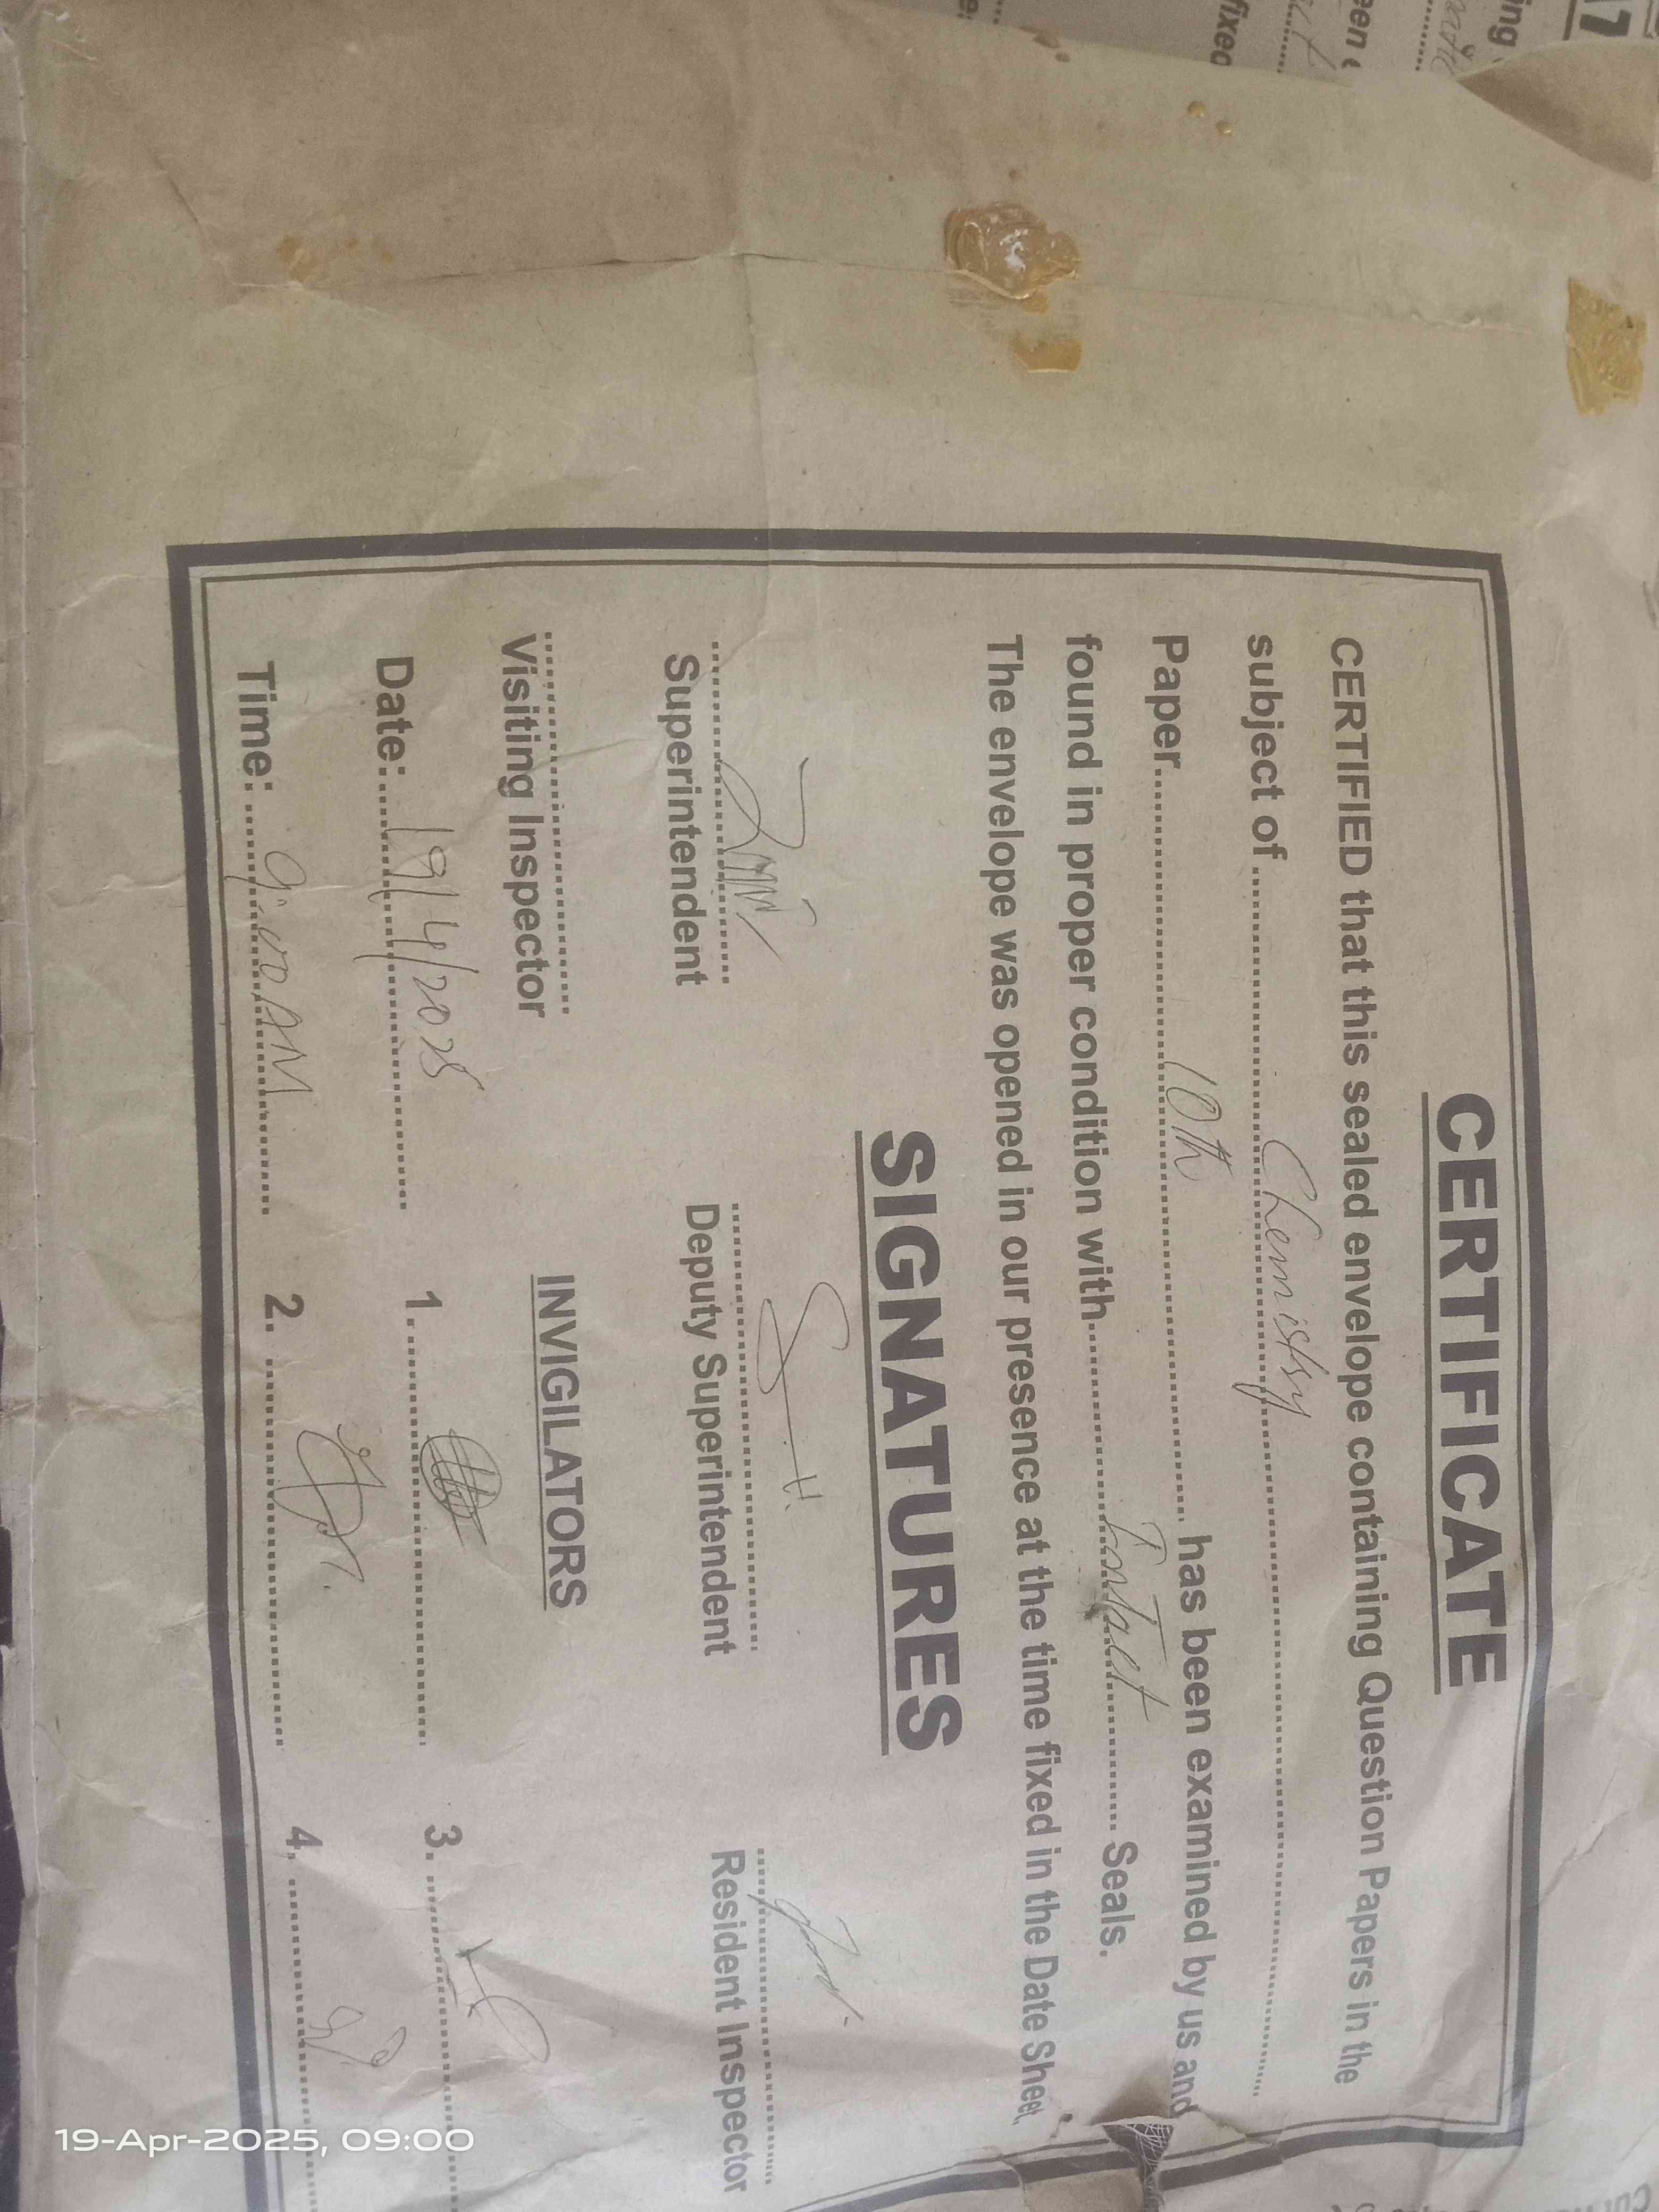 CERTIFICATE
CERTIFIED that this sealed envelope containing Question Papers in the
subject of ........ Chemistry ........
Paper ........ 10th ........ has been examined by us and
found in proper condition with ........ intact ........ Seals.
The envelope was opened in our presence at the time fixed in the Date Sheet,
SIGNATURES
Superintendent Deputy Superintendent Resident Inspector
Visiting Inspector
INVIGILATORS
Date: 19/4/2025 1. 3.
Time: 9:00 AM 2. 4.
19-Apr-2025, 09:00
fixed
een
ing